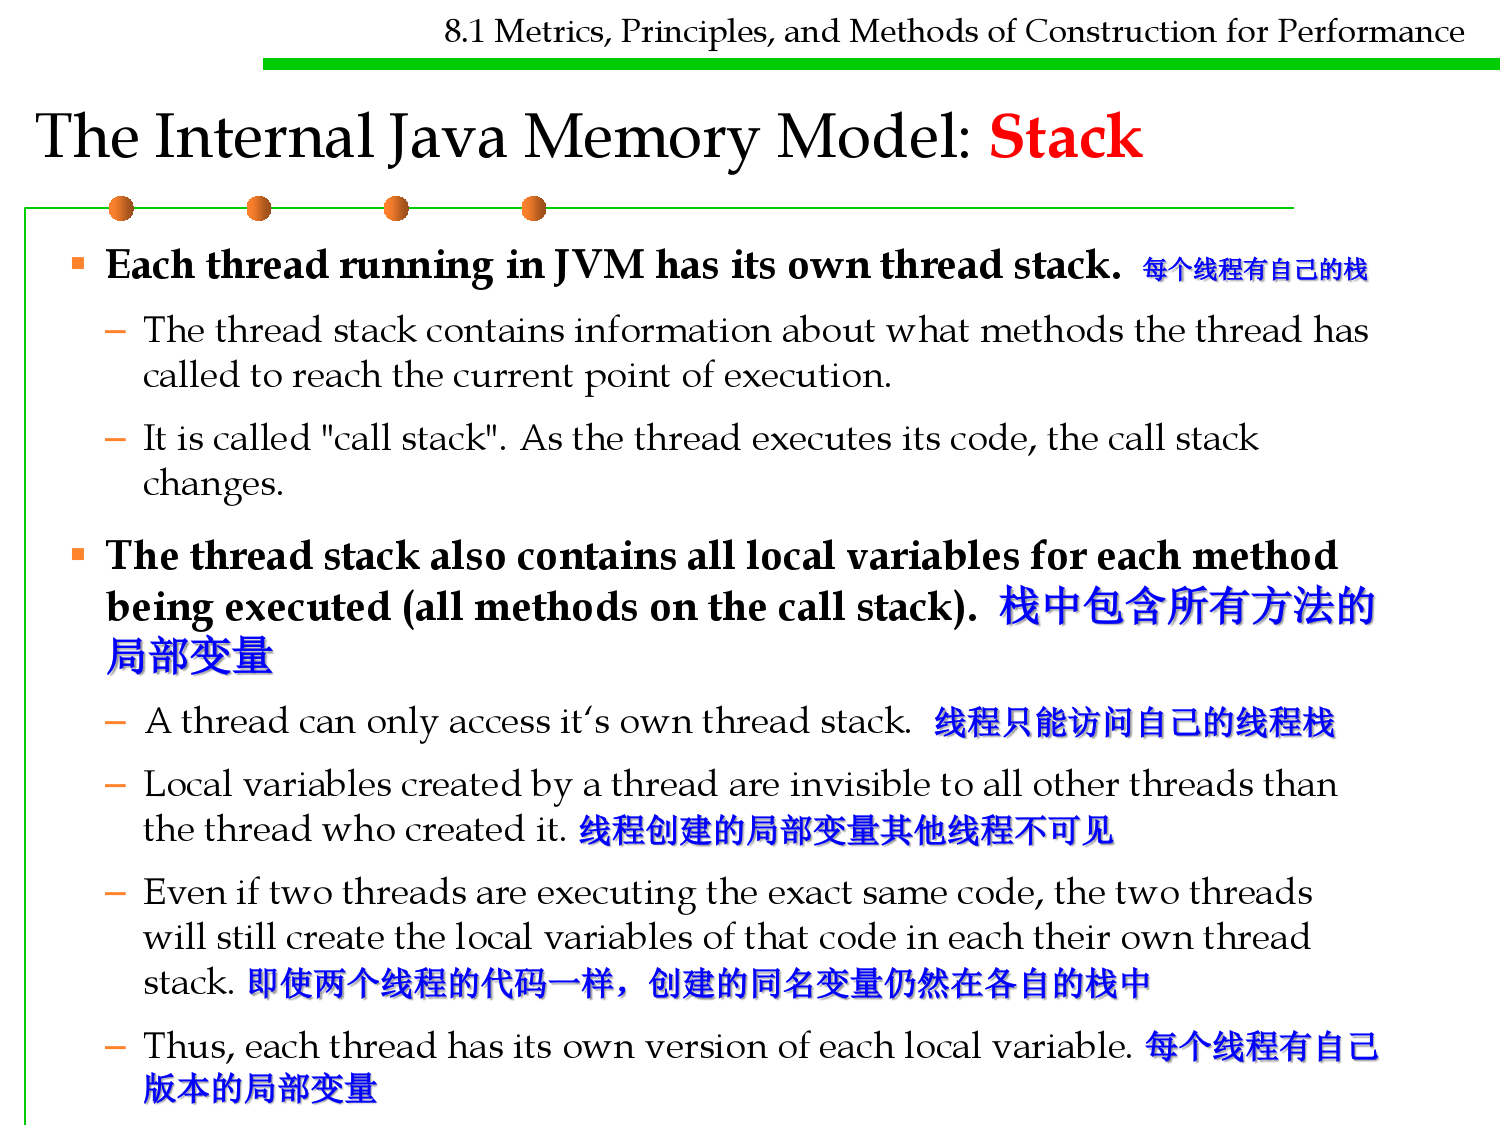 8.1 Metrics, Principles, and Methods of Construction for Performance
The Internal Java Memory Model: Stack
Each thread running in JVM has its own thread stack. 每个线程有自己的栈
– The thread stack contains information about what methods the thread has
called to reach the current point of execution.
– It is called "call stack". As the thread executes its code, the call stack
changes.
The thread stack also contains all local variables for each method
being executed (all methods on the call stack). 栈中包含所有方法的
局部变量
– A thread can only access it‘s own thread stack. 线程只能访问自己的线程栈
– Local variables created by a thread are invisible to all other threads than
the thread who created it. 线程创建的局部变量其他线程不可见
– Even if two threads are executing the exact same code, the two threads
will still create the local variables of that code in each their own thread
stack. 即使两个线程的代码一样，创建的同名变量仍然在各自的栈中
– Thus, each thread has its own version of each local variable. 每个线程有自己
版本的局部变量